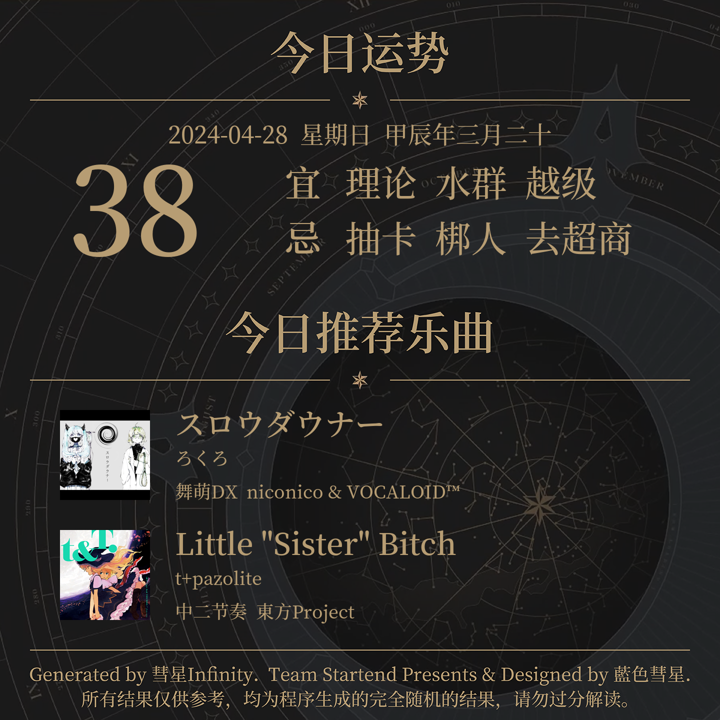 今日运势
2024-04-28 星期日 甲辰年三月二十
38
宜 理论 水群 越级
忌 抽卡 梆人 去超商
今日推荐乐曲
スロウダウナー
ろくろ
舞萌DX niconico & VOCALOID™
t&T.
Little "Sister" Bitch
t+pazolite
中二节奏 東方Project
Generated by 彗星Infinity. Team Startend Presents & Designed by 藍色彗星.
所有结果仅供参考，均为程序生成的完全随机的结果，请勿过分解读。